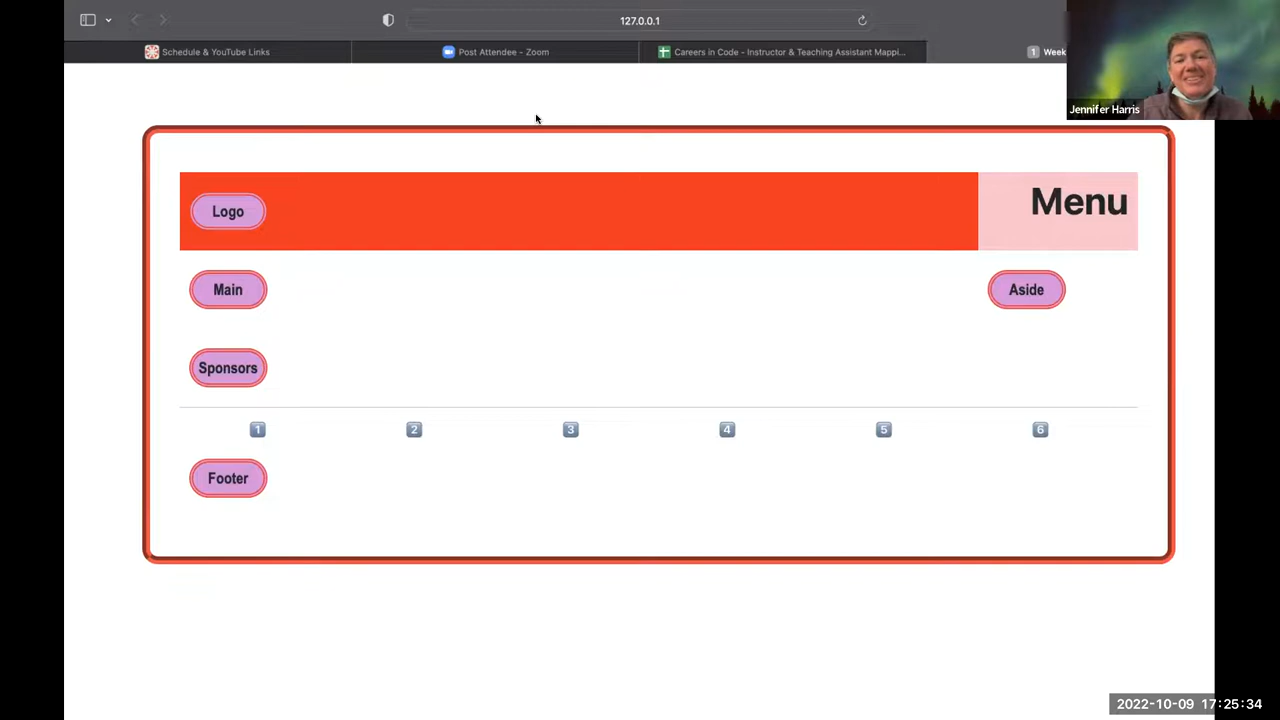 127.0.0.1
Schedule & YouTube Links
Post Attendee - Zoom
Careers in Code - Instructor & Teaching Assistant Mappi...
1 Week
Jennifer Harris
Logo
Menu
Main
Aside
Sponsors
1 2 3 4 5 6
Footer
2022-10-09 17:25:34